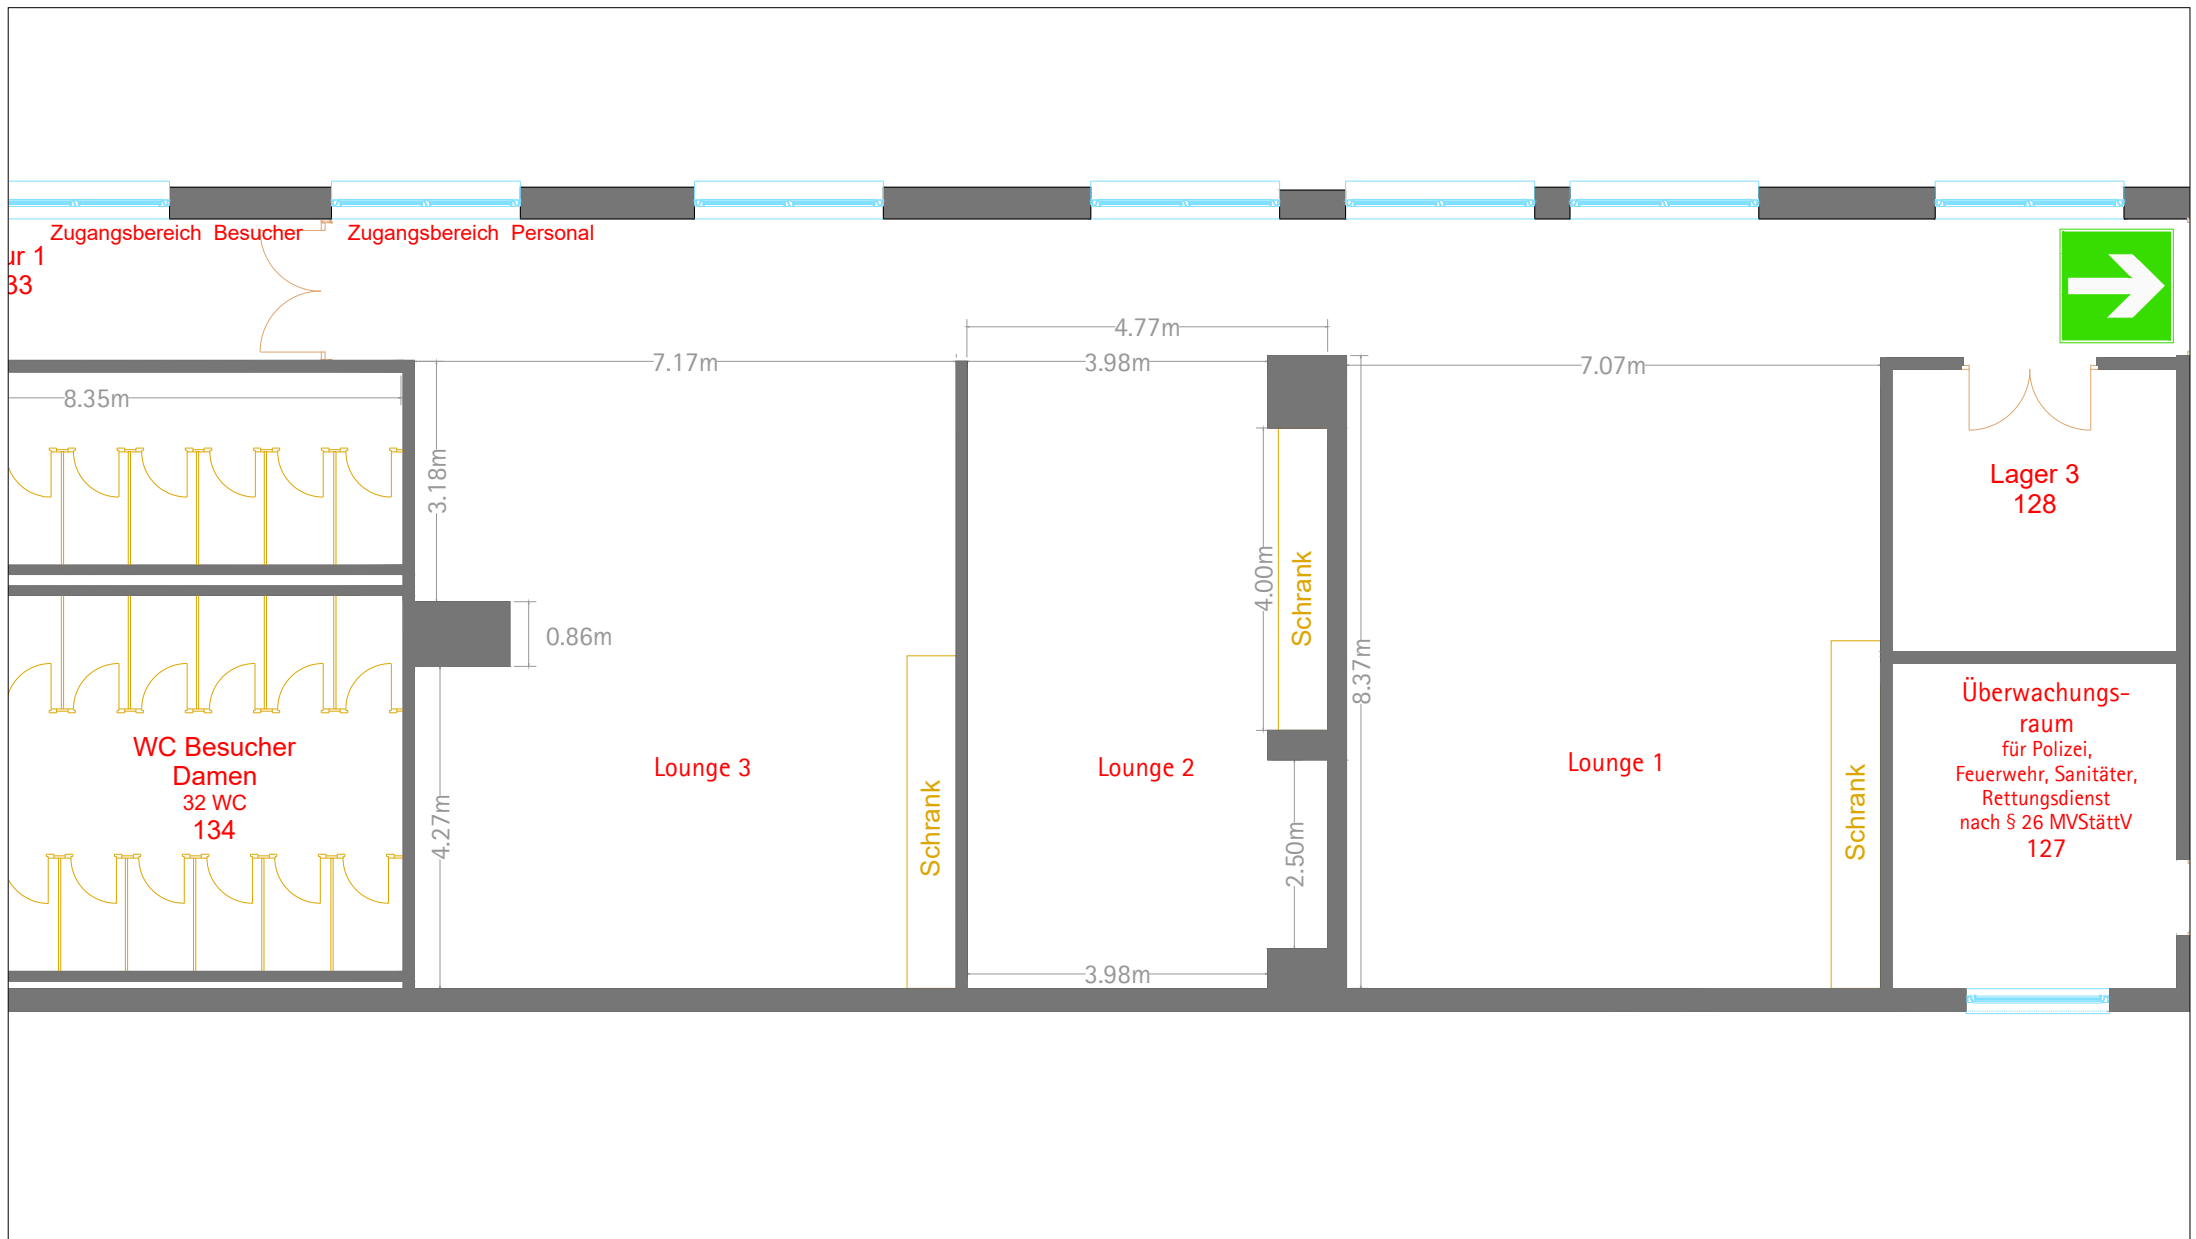 Zugangsbereich Besucher
Zugangsbereich Personal
ur 1
33
4.77m
7.17m
3.98m
7.07m
8.35m
3.18m
Lager 3
128
4.00m
Schrank
0.86m
8.37m
Überwachungs-
raum
für Polizei,
Feuerwehr, Sanitäter,
Rettungsdienst
nach § 26 MVStättV
127
WC Besucher
Damen
32 WC
134
Lounge 3
Lounge 2
Lounge 1
4.27m
Schrank
2.50m
Schrank
3.98m